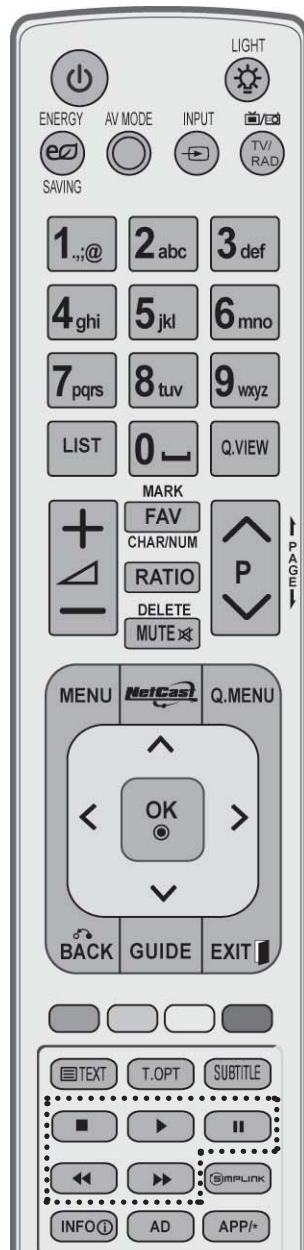 LIGHT
ENERGY AV MODE INPUT
TV/
RAD
SAVING
1.,;@ 2abc 3def
4ghi 5jkl 6mno
7pqrs 8tuv 9wxyz
LIST 0 Q.VIEW
MARK
FAV
CHAR/NUM
RATIO
P
PAGE
DELETE
MUTE
MENU NetCast Q.MENU
OK
BACK GUIDE EXIT
TEXT T.OPT SUBTITLE
SIMPLINK
INFO AD APP/*